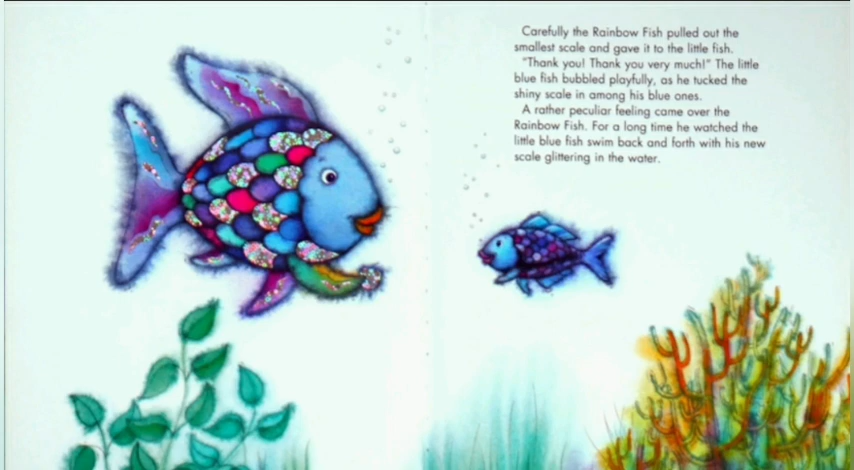 Carefully the Rainbow Fish pulled out the
smallest scale and gave it to the little fish.
"Thank you! Thank you very much!" The little
blue fish bubbled playfully, as he tucked the
shiny scale in among his blue ones.
A rather peculiar feeling came over the
Rainbow Fish. For a long time he watched the
little blue fish swim back and forth with his new
scale glittering in the water.